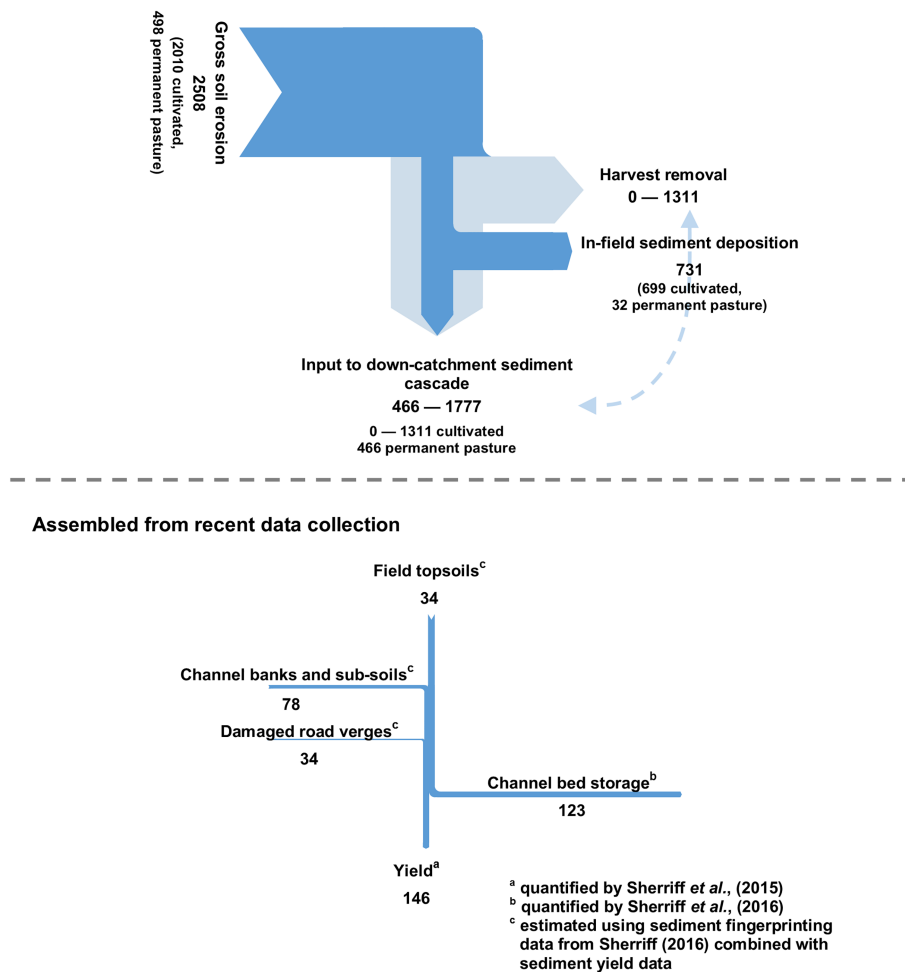 Gross soil erosion
2508
(2010 cultivated,
498 permanent pasture)
Harvest removal
0 — 1311
In-field sediment deposition
731
(699 cultivated,
32 permanent pasture)
Input to down-catchment sediment
cascade
466 — 1777
0 — 1311 cultivated
466 permanent pasture
Assembled from recent data collection
Field topsoilsᶜ
34
Channel banks and sub-soilsᶜ
78
Damaged road vergesᶜ
34
Channel bed storageᵇ
123
Yieldᵃ
146
ᵃ quantified by Sherriff et al., (2015)
ᵇ quantified by Sherriff et al., (2016)
ᶜ estimated using sediment fingerprinting
data from Sherriff (2016) combined with
sediment yield data